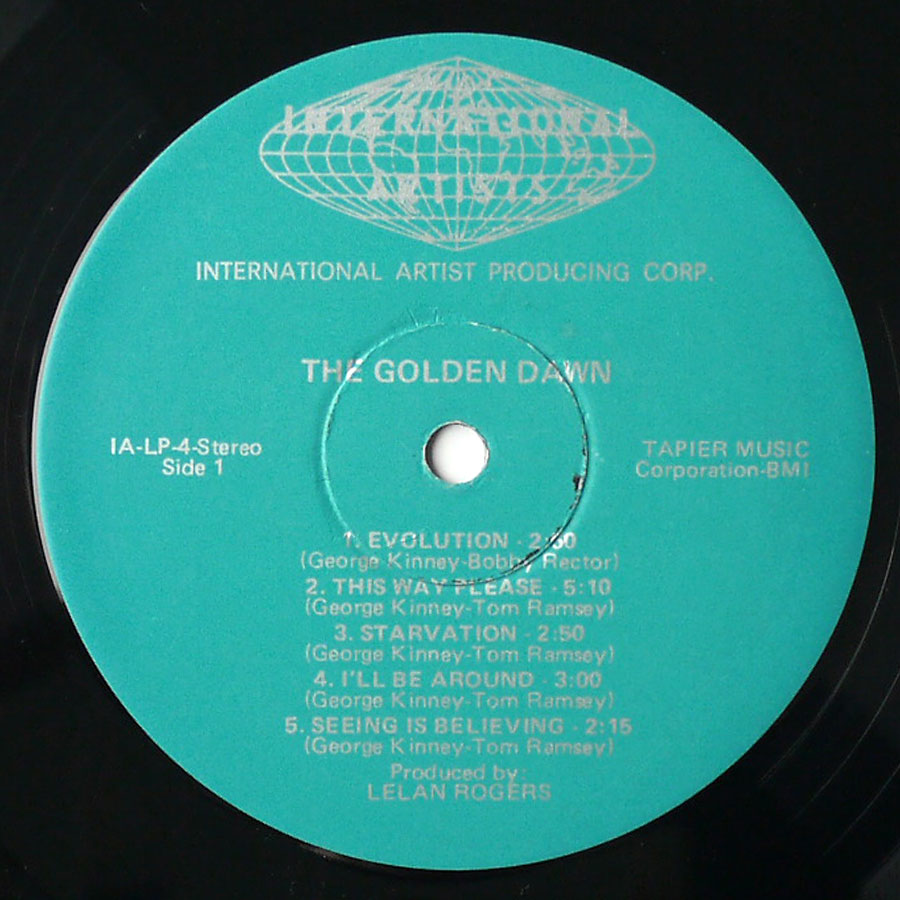 INTERNATIONAL
ARTISTS
INTERNATIONAL ARTIST PRODUCING CORP.
THE GOLDEN DAWN
IA-LP-4-Stereo
Side 1
TAPIER MUSIC
Corporation-BMI
1. EVOLUTION - 2:50
(George Kinney-Bobby Rector)
2. THIS WAY PLEASE - 5:10
(George Kinney-Tom Ramsey)
3. STARVATION - 2:50
(George Kinney-Tom Ramsey)
4. I'LL BE AROUND - 3:00
(George Kinney-Tom Ramsey)
5. SEEING IS BELIEVING - 2:15
(George Kinney-Tom Ramsey)
Produced by:
LELAN ROGERS